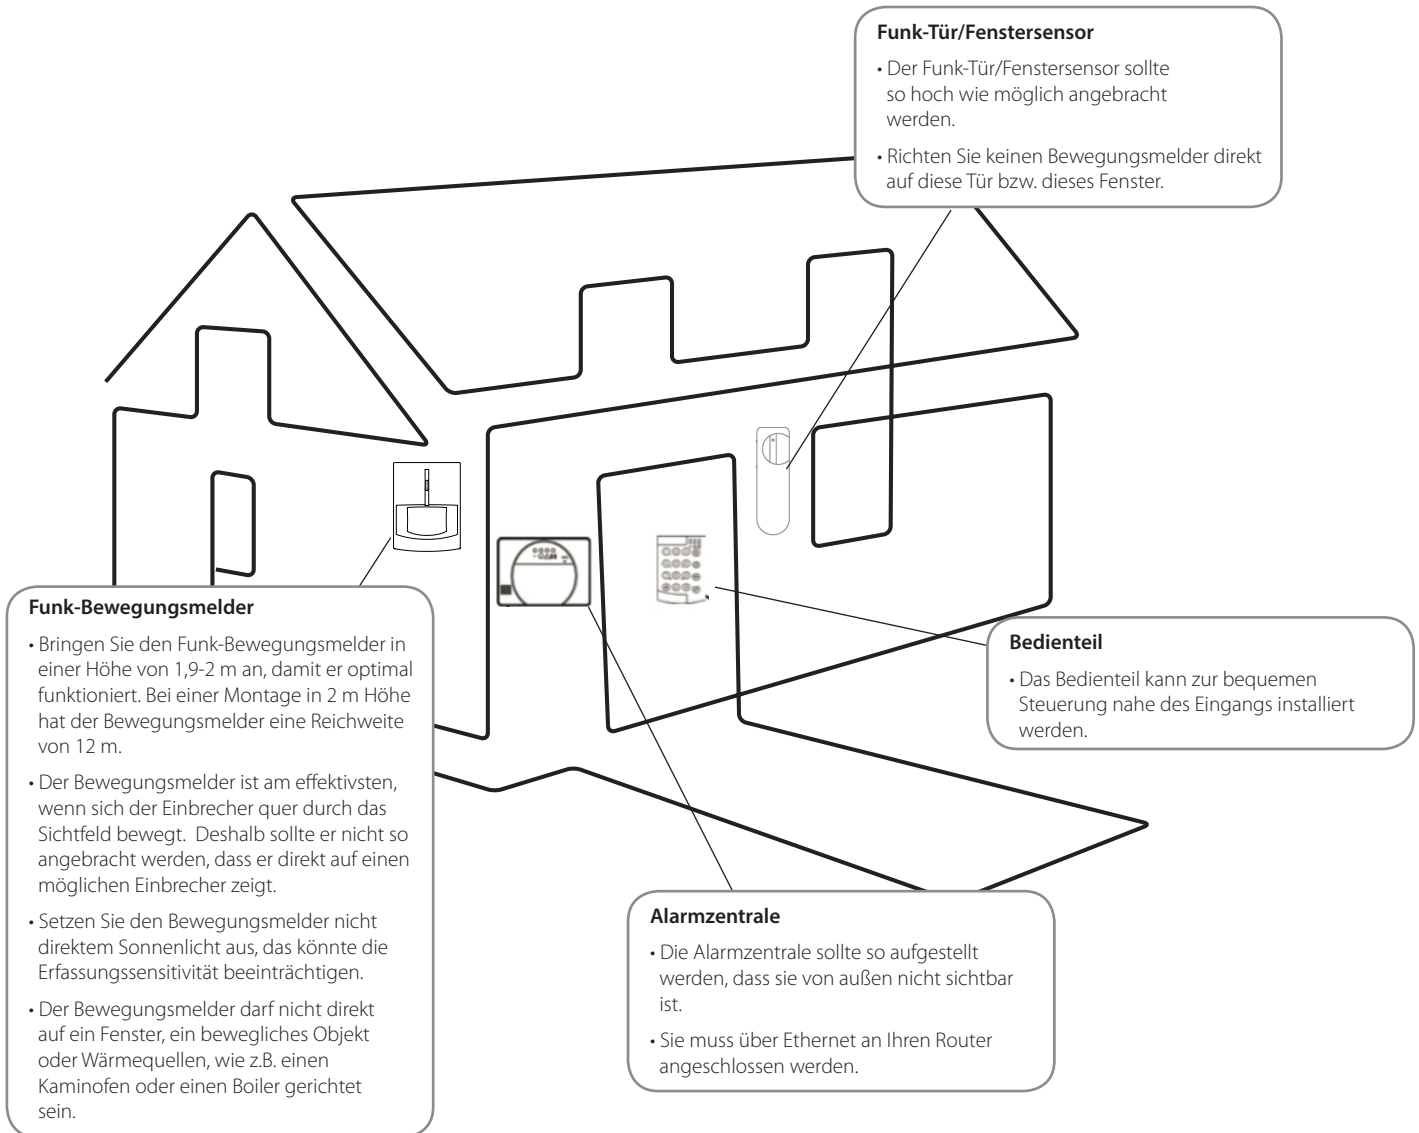 Funk-Tür/Fenstersensor
• Der Funk-Tür/Fenstersensor sollte
so hoch wie möglich angebracht
werden.
• Richten Sie keinen Bewegungsmelder direkt
auf diese Tür bzw. dieses Fenster.
Funk-Bewegungsmelder
• Bringen Sie den Funk-Bewegungsmelder in
einer Höhe von 1,9-2 m an, damit er optimal
funktioniert. Bei einer Montage in 2 m Höhe
hat der Bewegungsmelder eine Reichweite
von 12 m.
• Der Bewegungsmelder ist am effektivsten,
wenn sich der Einbrecher quer durch das
Sichtfeld bewegt. Deshalb sollte er nicht so
angebracht werden, dass er direkt auf einen
möglichen Einbrecher zeigt.
• Setzen Sie den Bewegungsmelder nicht
direktem Sonnenlicht aus, das könnte die
Erfassungssensitivität beeinträchtigen.
• Der Bewegungsmelder darf nicht direkt
auf ein Fenster, ein bewegliches Objekt
oder Wärmequellen, wie z.B. einen
Kaminofen oder einen Boiler gerichtet
sein.
Bedienteil
• Das Bedienteil kann zur bequemen
Steuerung nahe des Eingangs installiert
werden.
Alarmzentrale
• Die Alarmzentrale sollte so aufgestellt
werden, dass sie von außen nicht sichtbar
ist.
• Sie muss über Ethernet an Ihren Router
angeschlossen werden.